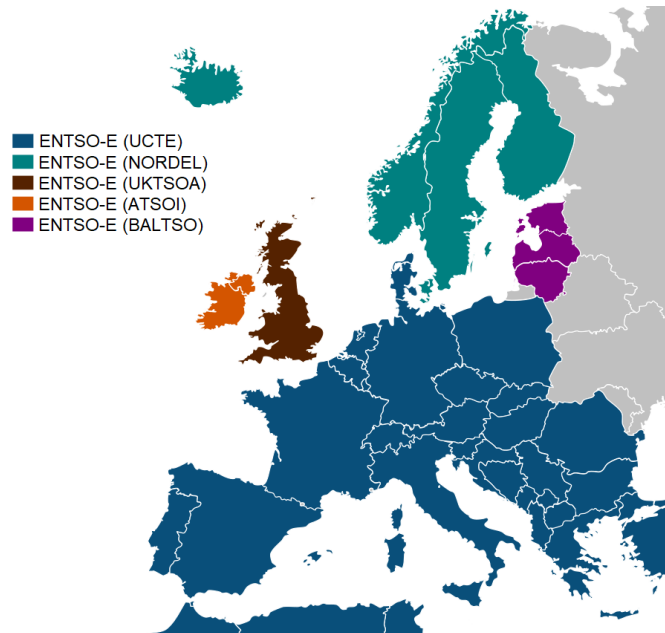 ENTSO-E (UCTE)
ENTSO-E (NORDEL)
ENTSO-E (UKTSOA)
ENTSO-E (ATSOI)
ENTSO-E (BALTSO)